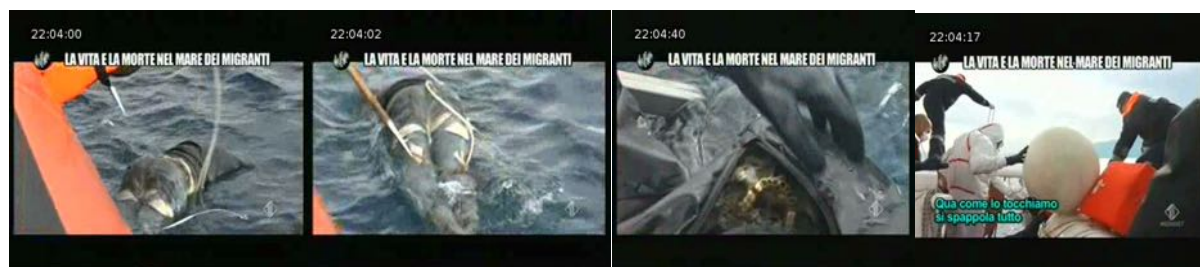 22:04:00
LA VITA E LA MORTE NEL MARE DEI MIGRANTI
22:04:02
LA VITA E LA MORTE NEL MARE DEI MIGRANTI
22:04:40
LA VITA E LA MORTE NEL MARE DEI MIGRANTI
22:04:17
LA VITA E LA MORTE NEL MARE DEI MIGRANTI
Qua come lo tocchiamo
si spappola tutto